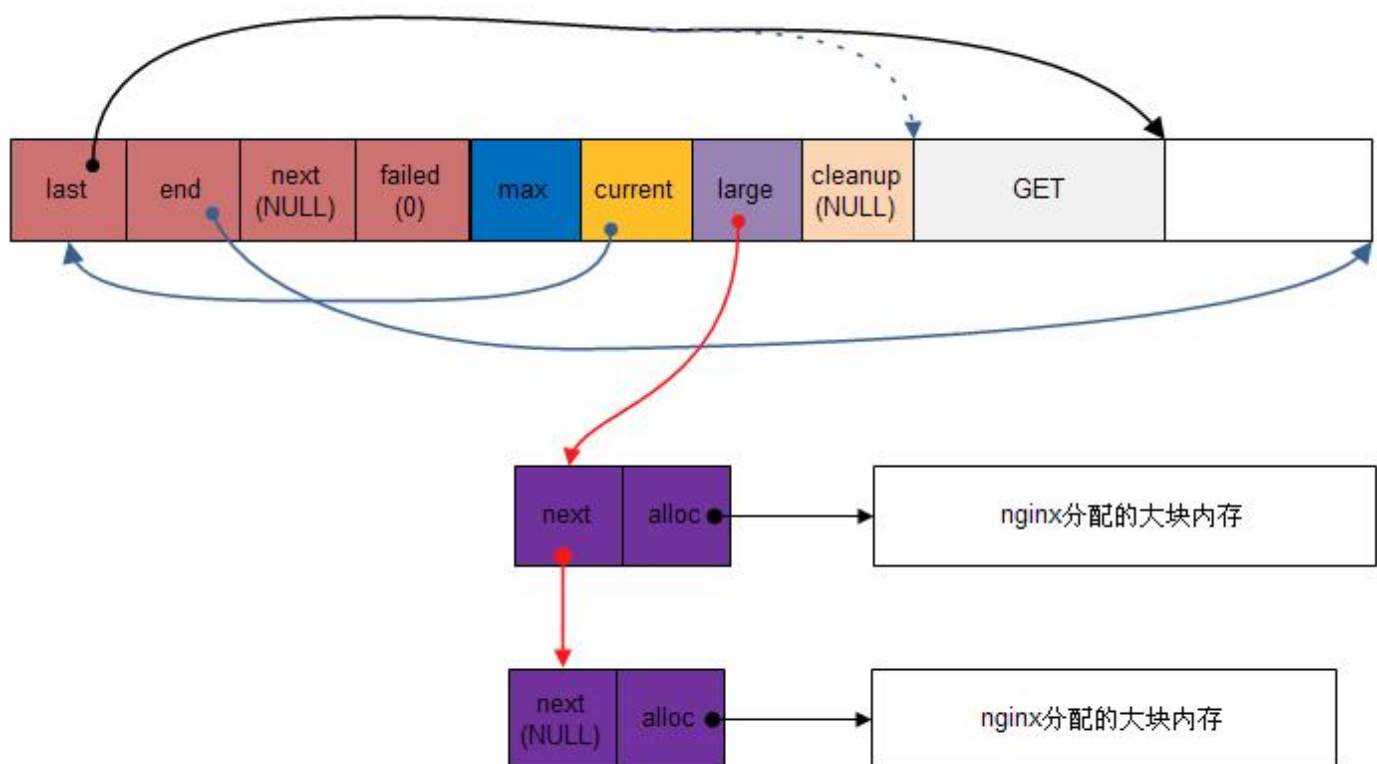 last
end
next
(NULL)
failed
(0)
max
current
large
cleanup
(NULL)
GET
next
alloc
nginx分配的大块内存
next
(NULL)
alloc
nginx分配的大块内存